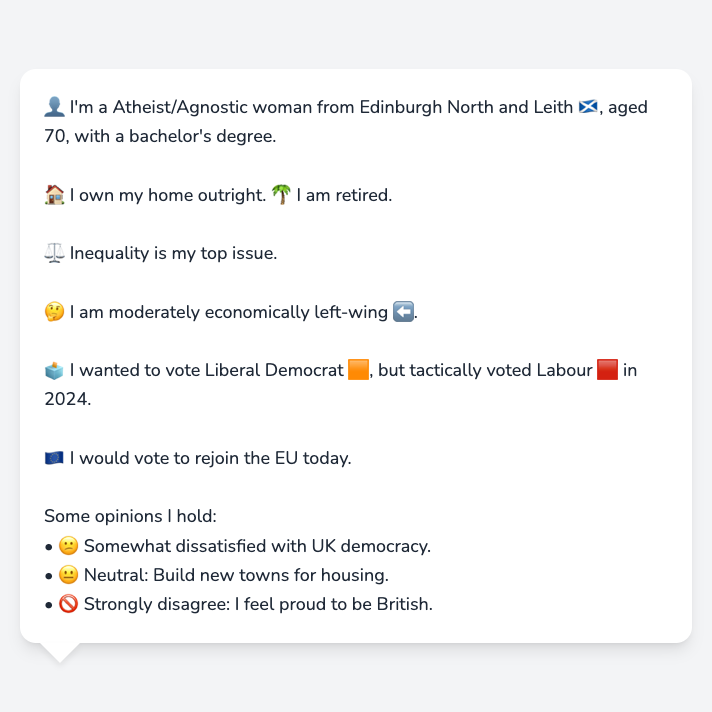 👤 I'm a Atheist/Agnostic woman from Edinburgh North and Leith 🏴󠁧󠁢󠁳󠁣󠁴󠁿, aged
70, with a bachelor's degree.
🏠 I own my home outright. 🌴 I am retired.
⚖️ Inequality is my top issue.
🤔 I am moderately economically left-wing ⬅️.
🗳️ I wanted to vote Liberal Democrat 🟧, but tactically voted Labour 🟥 in
2024.
🇪🇺 I would vote to rejoin the EU today.
Some opinions I hold:
• 😕 Somewhat dissatisfied with UK democracy.
• 😐 Neutral: Build new towns for housing.
• 🚫 Strongly disagree: I feel proud to be British.